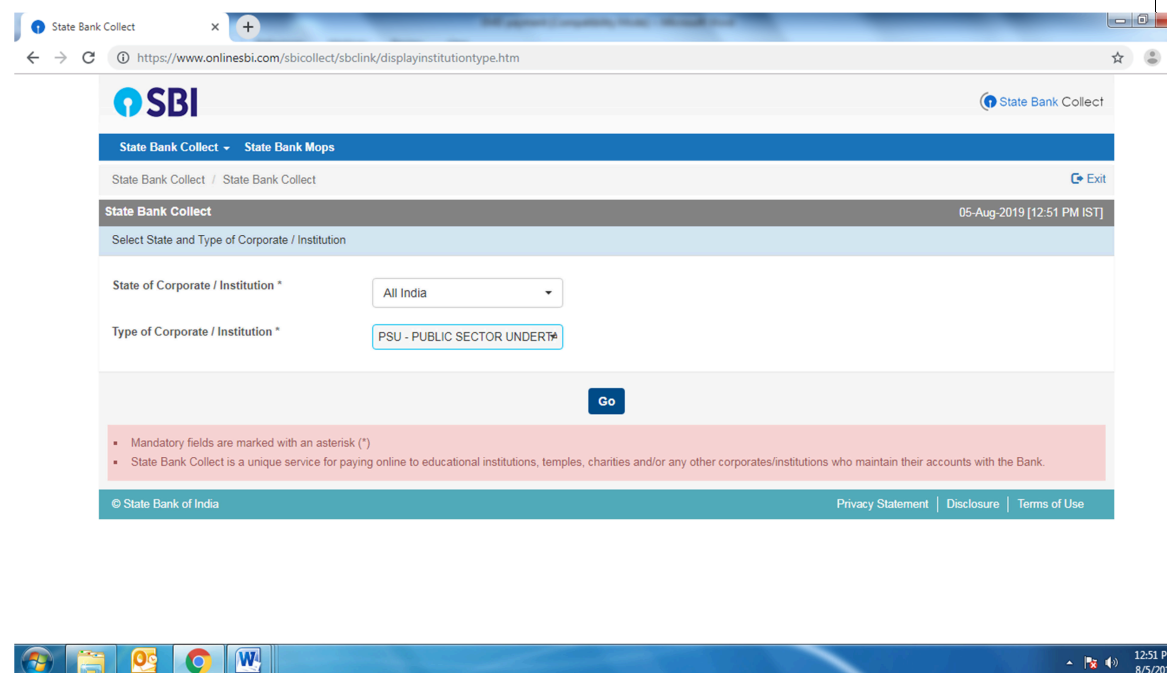 State Bank Collect
https://www.onlinesbi.com/sbicollect/sbclink/displayinstitutiontype.htm
SBI
State Bank Collect
State Bank Collect State Bank Mops
State Bank Collect / State Bank Collect Exit
State Bank Collect 05-Aug-2019 [12:51 PM IST]
Select State and Type of Corporate / Institution
State of Corporate / Institution * All India
Type of Corporate / Institution * PSU - PUBLIC SECTOR UNDERTA
Go
Mandatory fields are marked with an asterisk (*)
State Bank Collect is a unique service for paying online to educational institutions, temples, charities and/or any other corporates/institutions who maintain their accounts with the Bank.
© State Bank of India Privacy Statement | Disclosure | Terms of Use
12:51 P
8/5/20